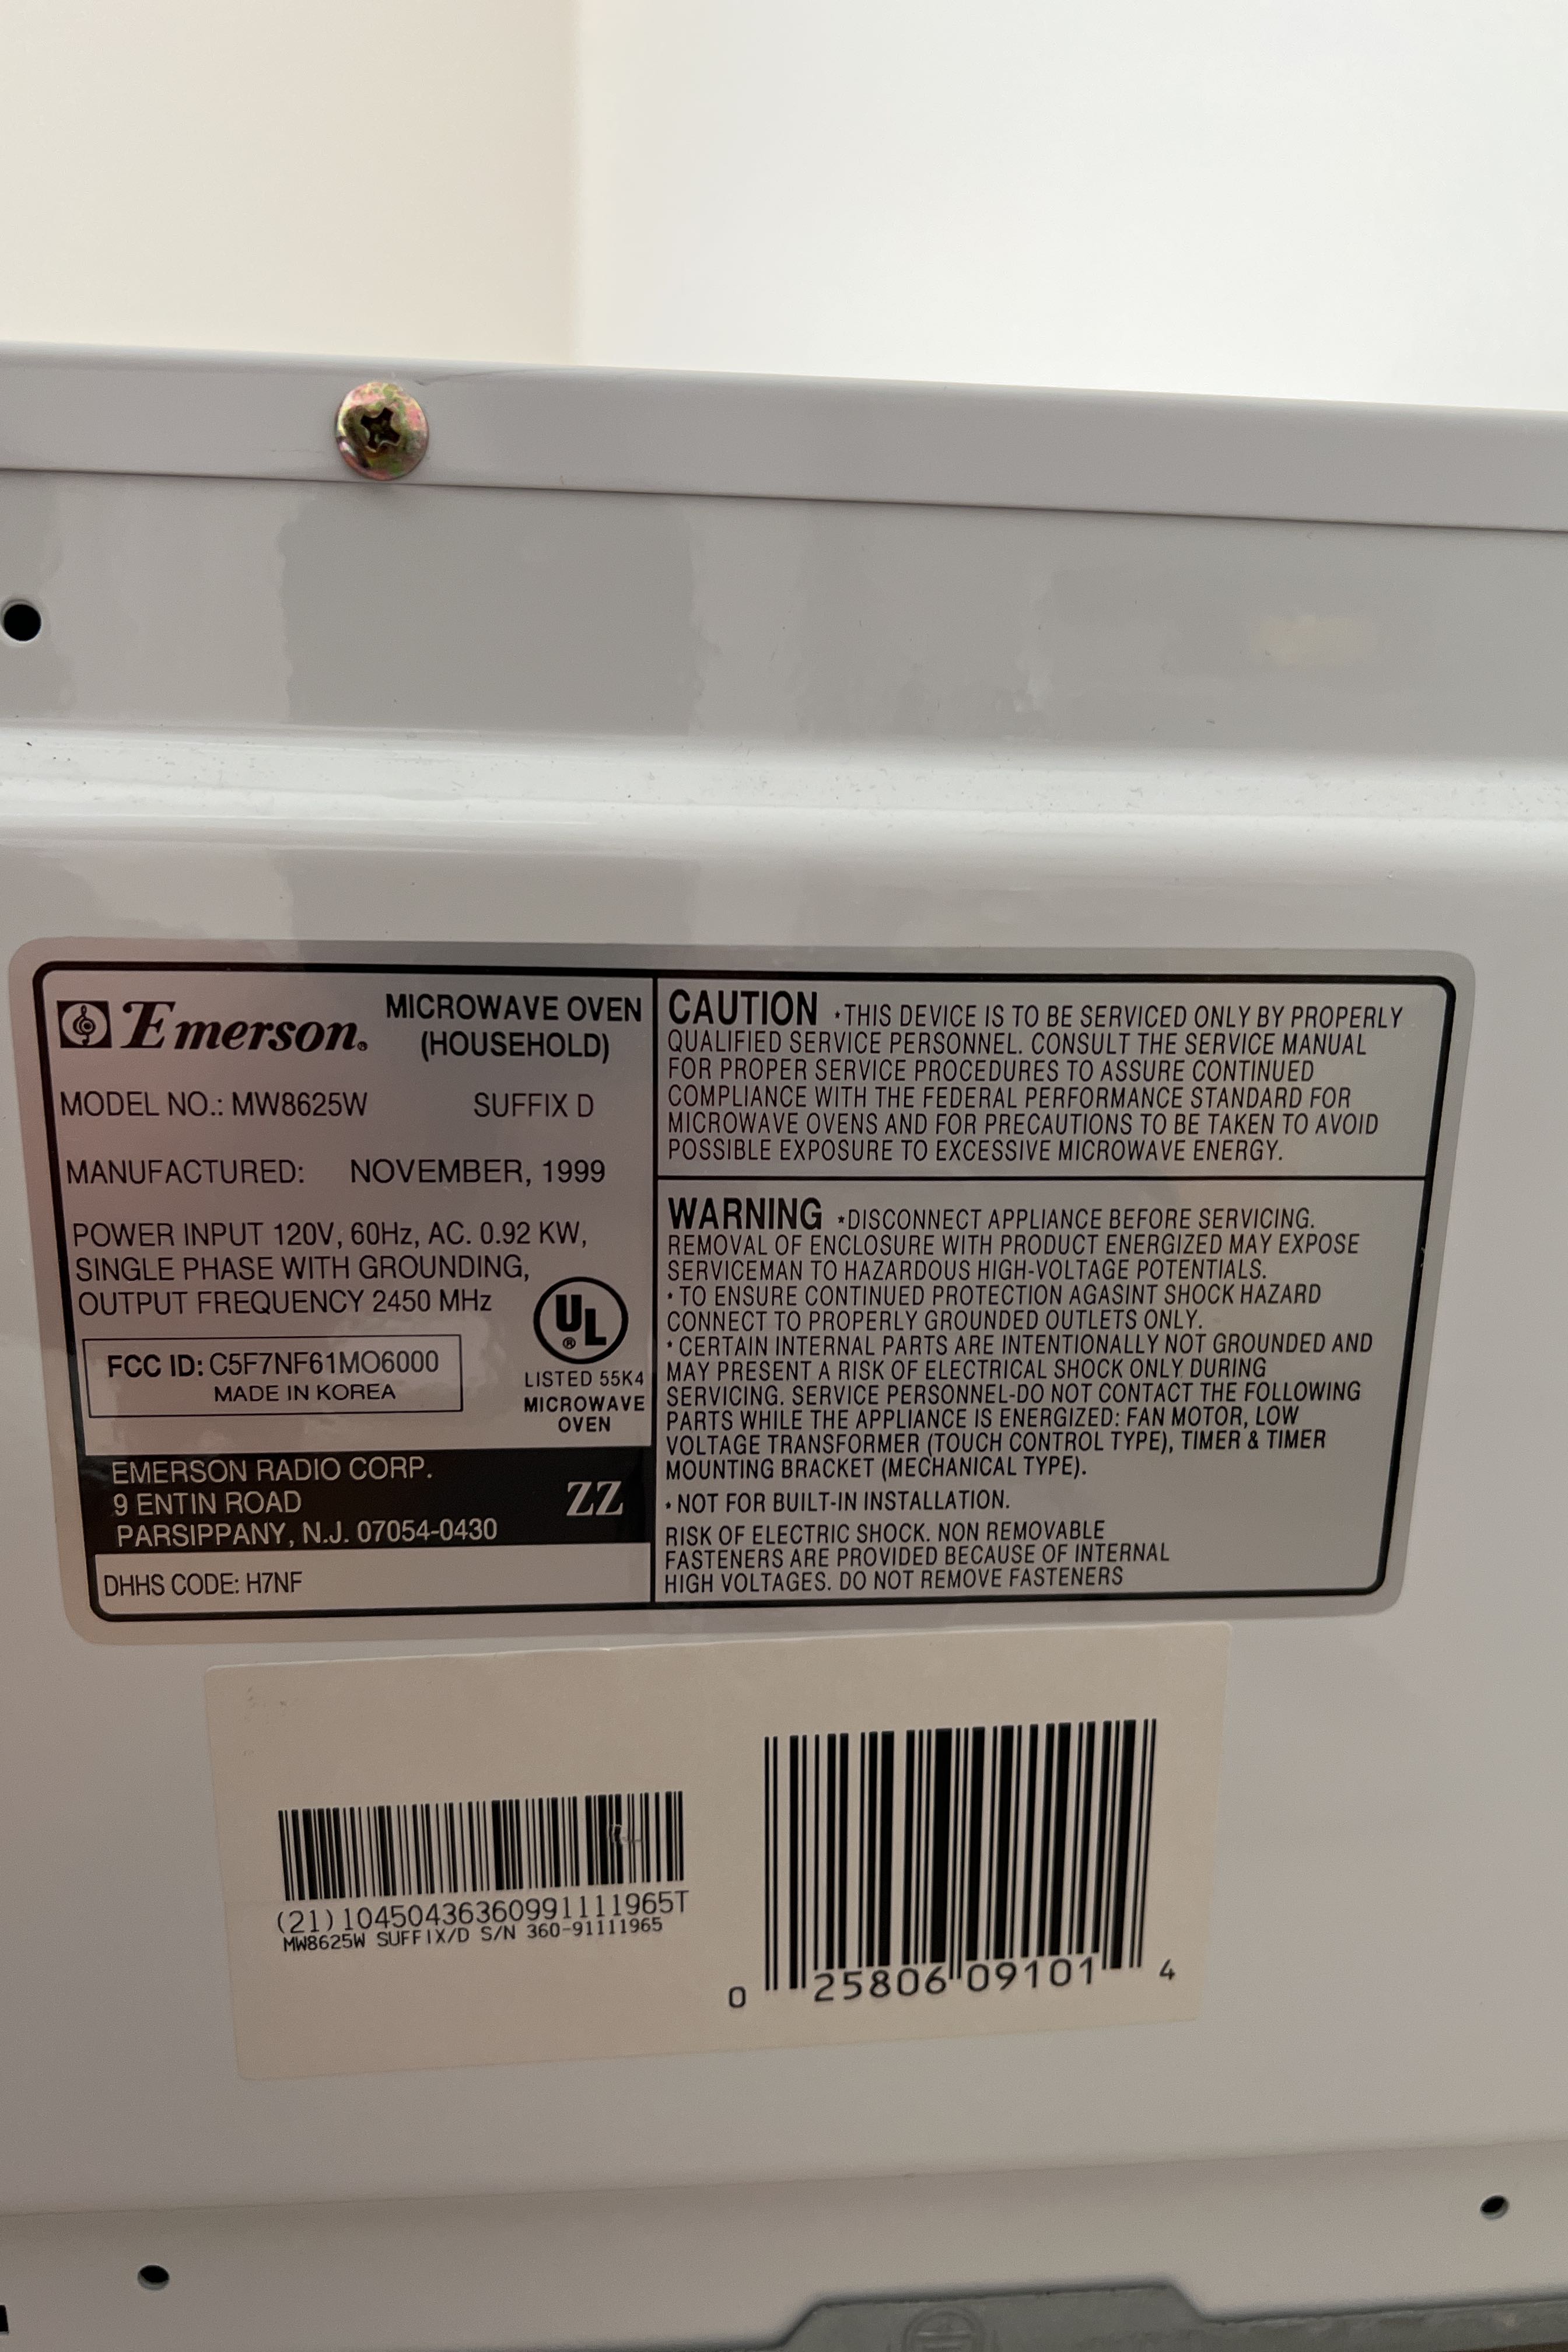 Emerson®
MICROWAVE OVEN
(HOUSEHOLD)
MODEL NO.: MW8625W SUFFIX D
MANUFACTURED: NOVEMBER, 1999
POWER INPUT 120V, 60Hz, AC. 0.92 KW,
SINGLE PHASE WITH GROUNDING,
OUTPUT FREQUENCY 2450 MHz
FCC ID: C5F7NF61MO6000
MADE IN KOREA
UL®
LISTED 55K4
MICROWAVE
OVEN
EMERSON RADIO CORP.
9 ENTIN ROAD
PARSIPPANY, N.J. 07054-0430
ZZ
DHHS CODE: H7NF
CAUTION *THIS DEVICE IS TO BE SERVICED ONLY BY PROPERLY
QUALIFIED SERVICE PERSONNEL. CONSULT THE SERVICE MANUAL
FOR PROPER SERVICE PROCEDURES TO ASSURE CONTINUED
COMPLIANCE WITH THE FEDERAL PERFORMANCE STANDARD FOR
MICROWAVE OVENS AND FOR PRECAUTIONS TO BE TAKEN TO AVOID
POSSIBLE EXPOSURE TO EXCESSIVE MICROWAVE ENERGY.
WARNING *DISCONNECT APPLIANCE BEFORE SERVICING.
REMOVAL OF ENCLOSURE WITH PRODUCT ENERGIZED MAY EXPOSE
SERVICEMAN TO HAZARDOUS HIGH-VOLTAGE POTENTIALS.
* TO ENSURE CONTINUED PROTECTION AGASINT SHOCK HAZARD
CONNECT TO PROPERLY GROUNDED OUTLETS ONLY.
* CERTAIN INTERNAL PARTS ARE INTENTIONALLY NOT GROUNDED AND
MAY PRESENT A RISK OF ELECTRICAL SHOCK ONLY DURING
SERVICING. SERVICE PERSONNEL-DO NOT CONTACT THE FOLLOWING
PARTS WHILE THE APPLIANCE IS ENERGIZED: FAN MOTOR, LOW
VOLTAGE TRANSFORMER (TOUCH CONTROL TYPE), TIMER & TIMER
MOUNTING BRACKET (MECHANICAL TYPE).
* NOT FOR BUILT-IN INSTALLATION.
RISK OF ELECTRIC SHOCK. NON REMOVABLE
FASTENERS ARE PROVIDED BECAUSE OF INTERNAL
HIGH VOLTAGES. DO NOT REMOVE FASTENERS
(21)10450436360991111965T
MW8625W SUFFIX/D S/N 360-91111965
0 25806 09101 4